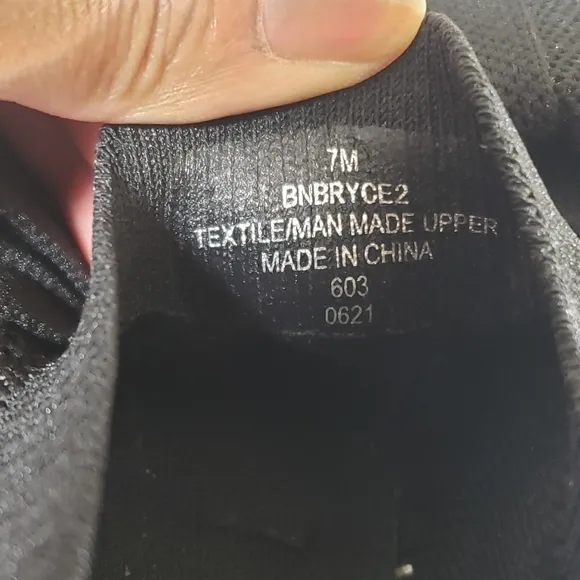 7M
BNBRYCE2
TEXTILE/MAN MADE UPPER
MADE IN CHINA
603
0621